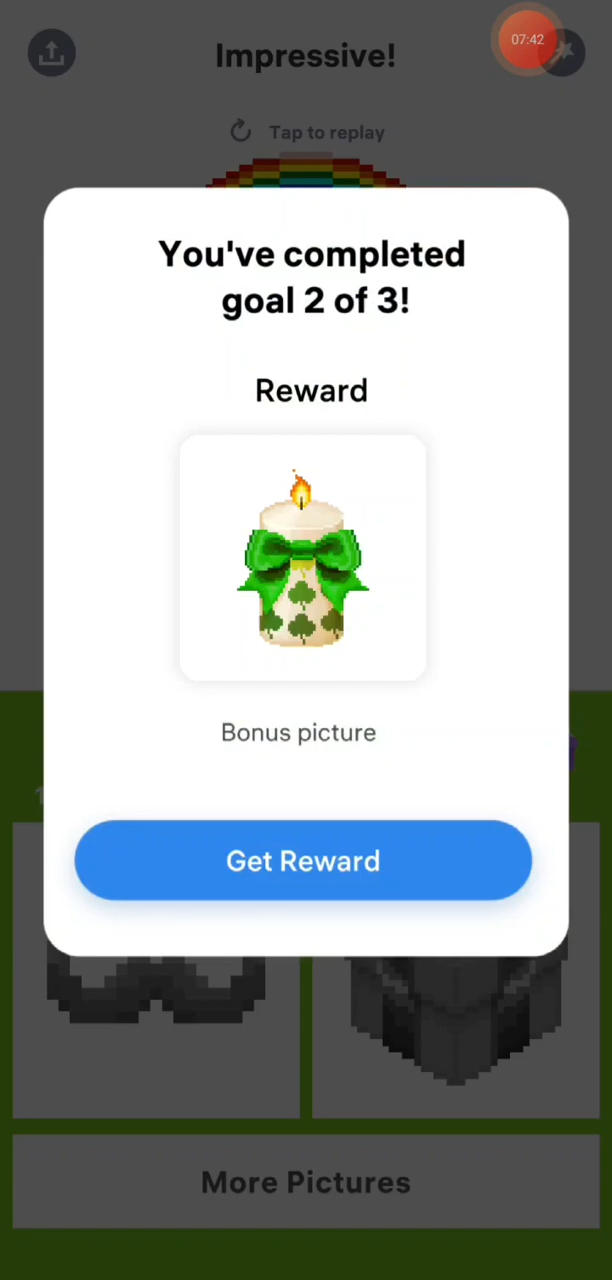 07:42
Impressive!
Tap to replay
You've completed
goal 2 of 3!
Reward
Bonus picture
Get Reward
More Pictures